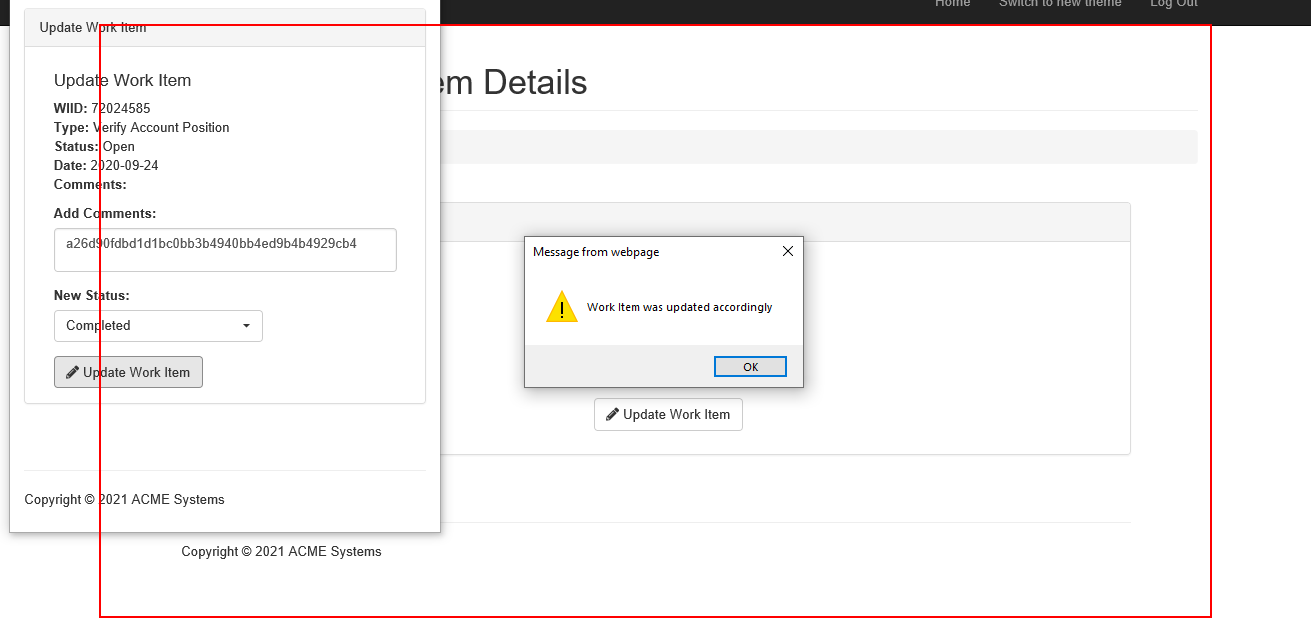 Home Switch to new theme Log Out
Update Work Item
Update Work Item
WIID: 72024585
Type: Verify Account Position
Status: Open
Date: 2020-09-24
Comments:
Add Comments:
a26d90fdbd1d1bc0bb3b4940bb4ed9b4b4929cb4
New Status:
Completed
Update Work Item
Copyright © 2021 ACME Systems
Details
Message from webpage
Work Item was updated accordingly
OK
Update Work Item
Copyright © 2021 ACME Systems